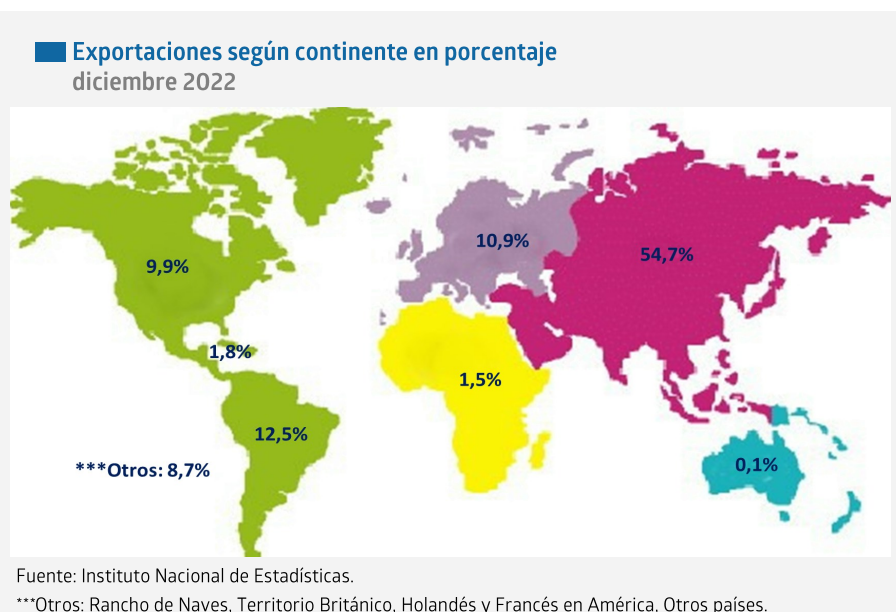 Exportaciones según continente en porcentaje
diciembre 2022
10,9%
54,7%
9,9%
1,8%
1,5%
12,5%
***Otros: 8,7%
0,1%
Fuente: Instituto Nacional de Estadísticas.
***Otros: Rancho de Naves, Territorio Británico, Holandés y Francés en América, Otros países.